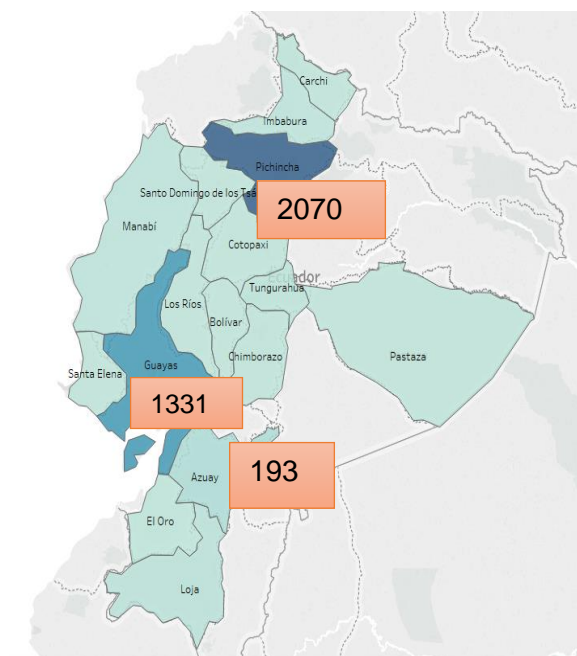 Carchi
Imbabura
Pichincha
Santo Domingo de los Tsá
2070
Manabí
Cotopaxi
dor
Tungurahua
Los Ríos
Bolívar
Guayas
Chimborazo
Pastaza
Santa Elena
1331
193
Azuay
El Oro
Loja